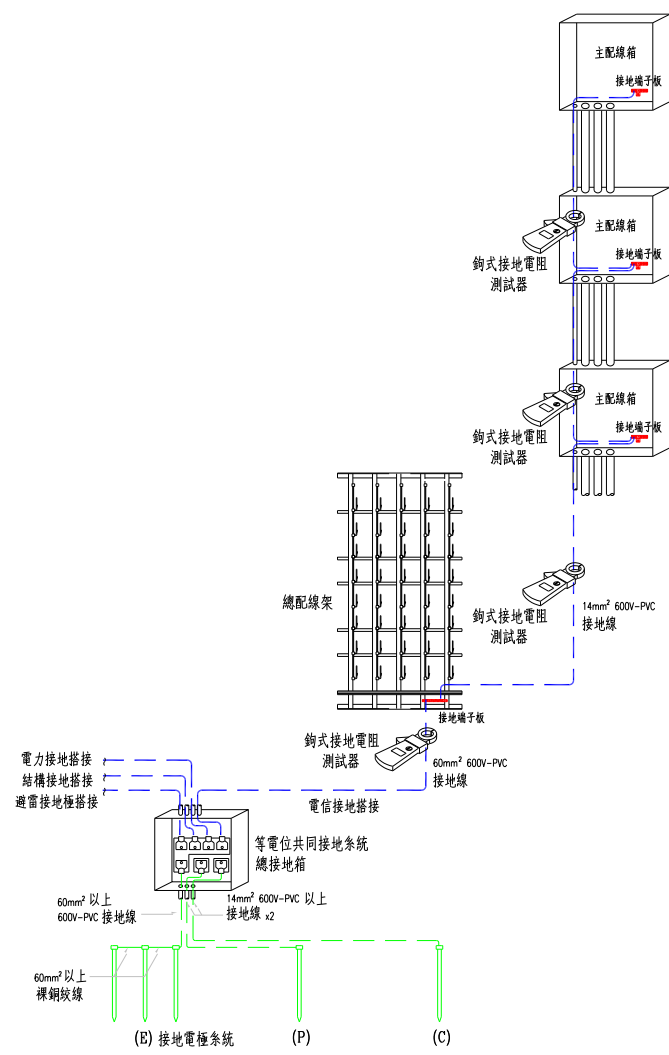 主配線箱
接地端子板
主配線箱
接地端子板
鉤式接地電阻
測試器
主配線箱
接地端子板
鉤式接地電阻
測試器
總配線架
鉤式接地電阻
測試器
14mm² 600V-PVC
接地線
接地端子板
鉤式接地電阻
測試器
60mm² 600V-PVC
接地線
電力接地搭接
結構接地搭接
避雷接地極搭接
電信接地搭接
等電位共同接地系統
總接地箱
60mm² 以上
600V-PVC 接地線
14mm² 600V-PVC 以上
接地線 x2
60mm² 以上
裸銅絞線
(E) 接地電極系統
(P)
(C)